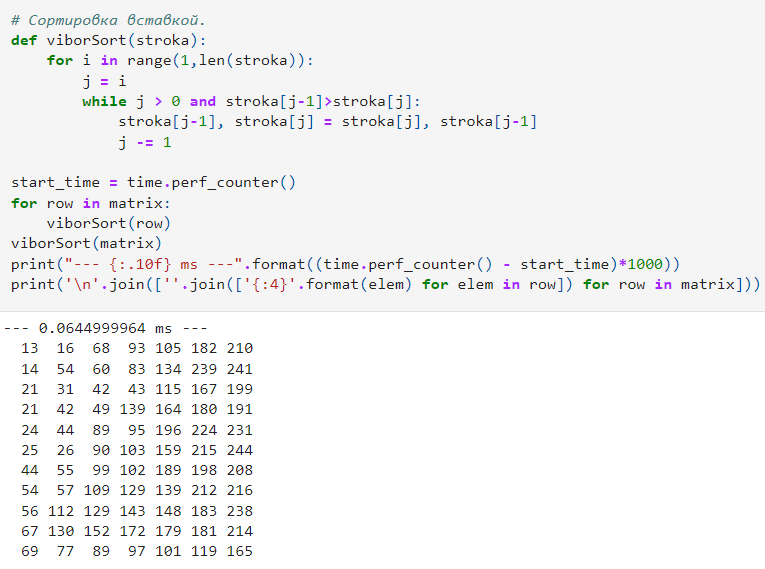 # Сортировка вставкой.
def viborSort(stroka):
    for i in range(1,len(stroka)):
        j = i
        while j > 0 and stroka[j-1]>stroka[j]:
            stroka[j-1], stroka[j] = stroka[j], stroka[j-1]
            j -= 1

start_time = time.perf_counter()
for row in matrix:
    viborSort(row)
viborSort(matrix)
print("--- {:.10f} ms ---".format((time.perf_counter() - start_time)*1000))
print('\n'.join([''.join(['{:4}'.format(elem) for elem in row]) for row in matrix]))
--- 0.0644999964 ms ---
  13  16  68  93 105 182 210
  14  54  60  83 134 239 241
  21  31  42  43 115 167 199
  21  42  49 139 164 180 191
  24  44  89  95 196 224 231
  25  26  90 103 159 215 244
  44  55  99 102 189 198 208
  54  57 109 129 139 212 216
  56 112 129 143 148 183 238
  67 130 152 172 179 181 214
  69  77  89  97 101 119 165